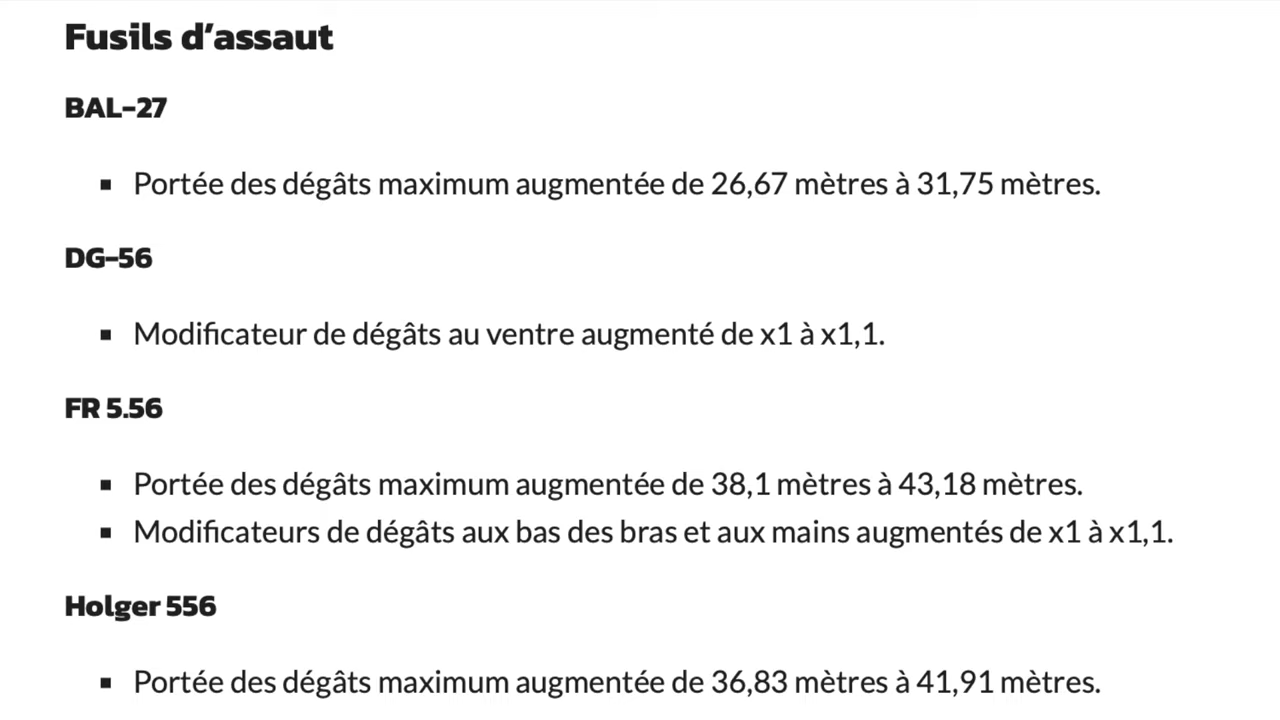 Fusils d’assaut
BAL-27
▪ Portée des dégâts maximum augmentée de 26,67 mètres à 31,75 mètres.
DG-56
▪ Modificateur de dégâts au ventre augmenté de x1 à x1,1.
FR 5.56
▪ Portée des dégâts maximum augmentée de 38,1 mètres à 43,18 mètres.
▪ Modificateurs de dégâts aux bas des bras et aux mains augmentés de x1 à x1,1.
Holger 556
▪ Portée des dégâts maximum augmentée de 36,83 mètres à 41,91 mètres.